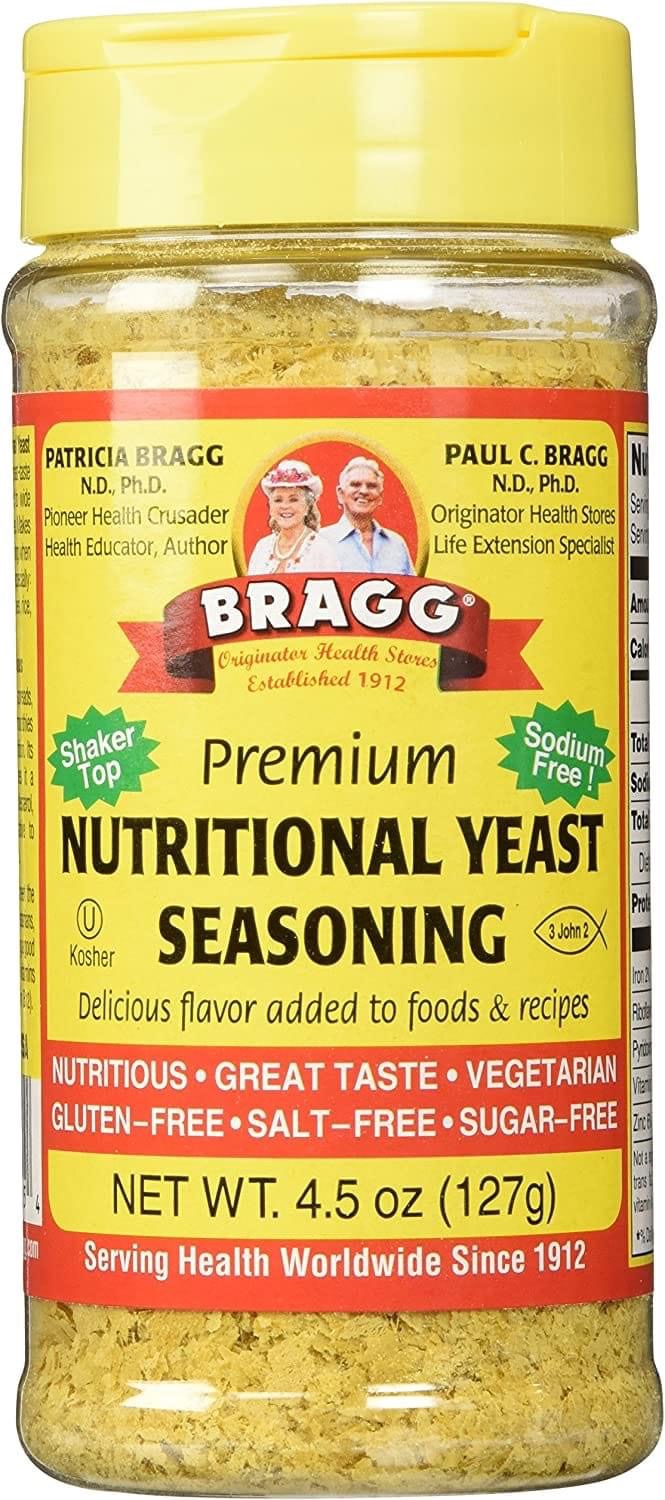 PATRICIA BRAGG
N.D., Ph.D.
Pioneer Health Crusader
Health Educator, Author
PAUL C. BRAGG
N.D., Ph.D.
Originator Health Stores
Life Extension Specialist
BRAGG®
Originator Health Stores
Established 1912
Shaker
Top
Premium
Sodium
Free !
NUTRITIONAL YEAST
SEASONING
U
Kosher
3 John 2
Delicious flavor added to foods & recipes
NUTRITIOUS • GREAT TASTE • VEGETARIAN
GLUTEN-FREE • SALT-FREE • SUGAR-FREE
NET WT. 4.5 oz (127g)
Serving Health Worldwide Since 1912